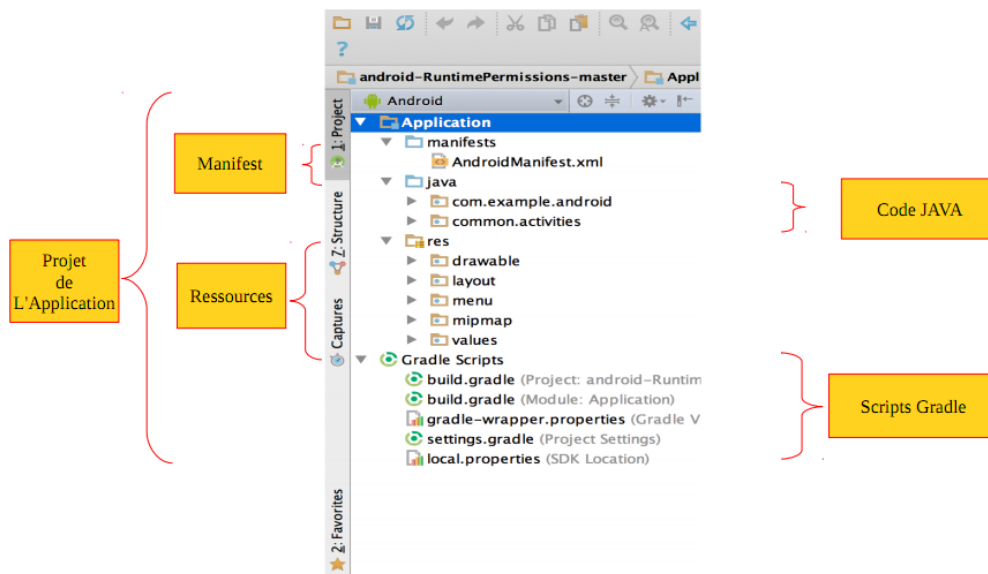 ?
android-RuntimePermissions-master
Appl
Android
1: Project
7: Structure
Captures
2: Favorites
Application
manifests
AndroidManifest.xml
java
com.example.android
common.activities
res
drawable
layout
menu
mipmap
values
Gradle Scripts
build.gradle (Project: android-Runtim
build.gradle (Module: Application)
gradle-wrapper.properties (Gradle V
settings.gradle (Project Settings)
local.properties (SDK Location)
Projet
de
L'Application
Manifest
Ressources
Code JAVA
Scripts Gradle